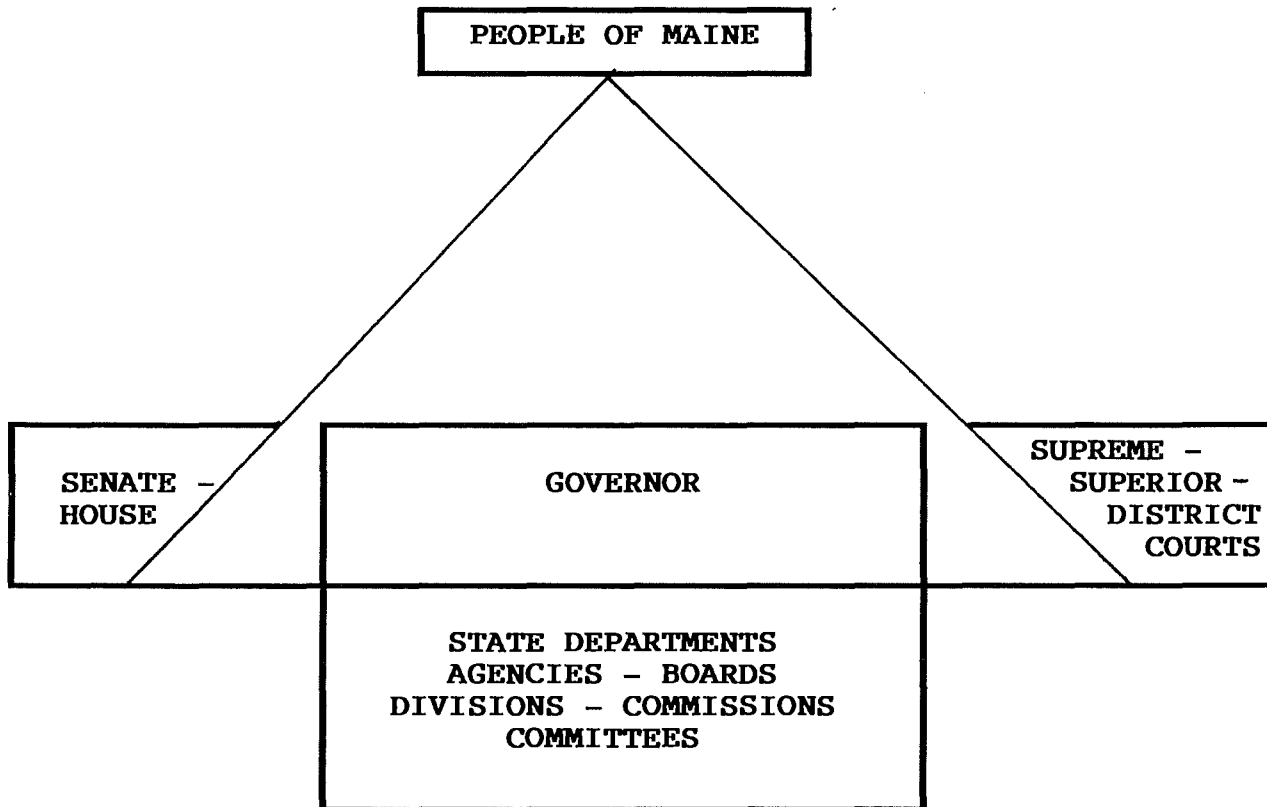 PEOPLE OF MAINE
SENATE -
HOUSE
GOVERNOR
SUPREME -
SUPERIOR -
DISTRICT
COURTS
STATE DEPARTMENTS
AGENCIES - BOARDS
DIVISIONS - COMMISSIONS
COMMITTEES